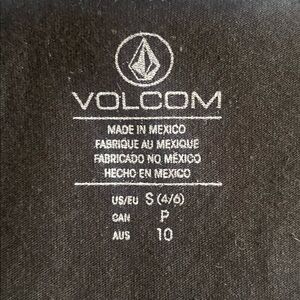 VOLCOM
MADE IN MEXICO
FABRIQUE AU MEXIQUE
FABRICADO NO MÉXICO
HECHO EN MÉXICO
US/EU S (4/6)
CAN P
AUS 10